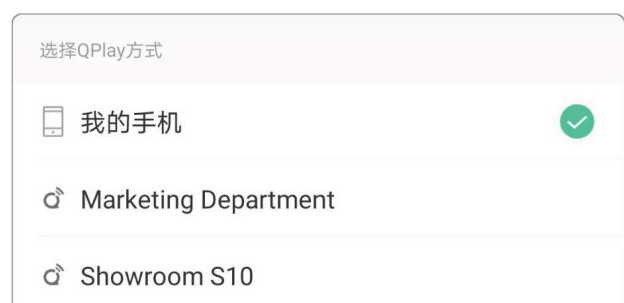 选择QPlay方式
我的手机
Marketing Department
Showroom S10